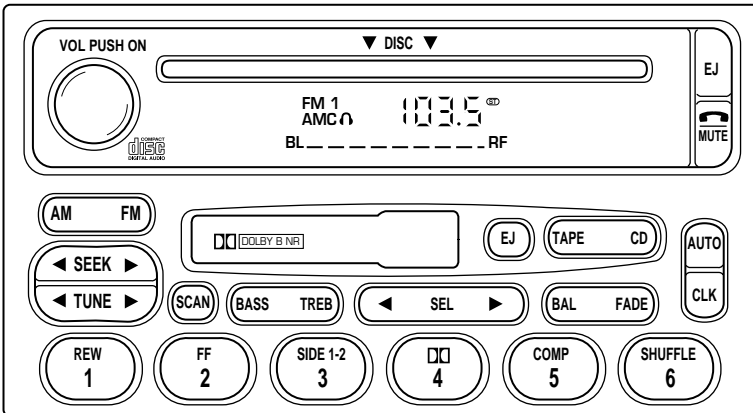 VOL PUSH ON
▼ DISC ▼
EJ
FM 1
AMC
103.5
ST
MUTE
COMPACT
disc
DIGITAL AUDIO
BL RF
AM FM
DOLBY B NR
EJ
TAPE CD
AUTO
◄ SEEK ►
◄ TUNE ►
SCAN
BASS TREB
◄ SEL ►
BAL FADE
CLK
REW
1
FF
2
SIDE 1-2
3
4
COMP
5
SHUFFLE
6